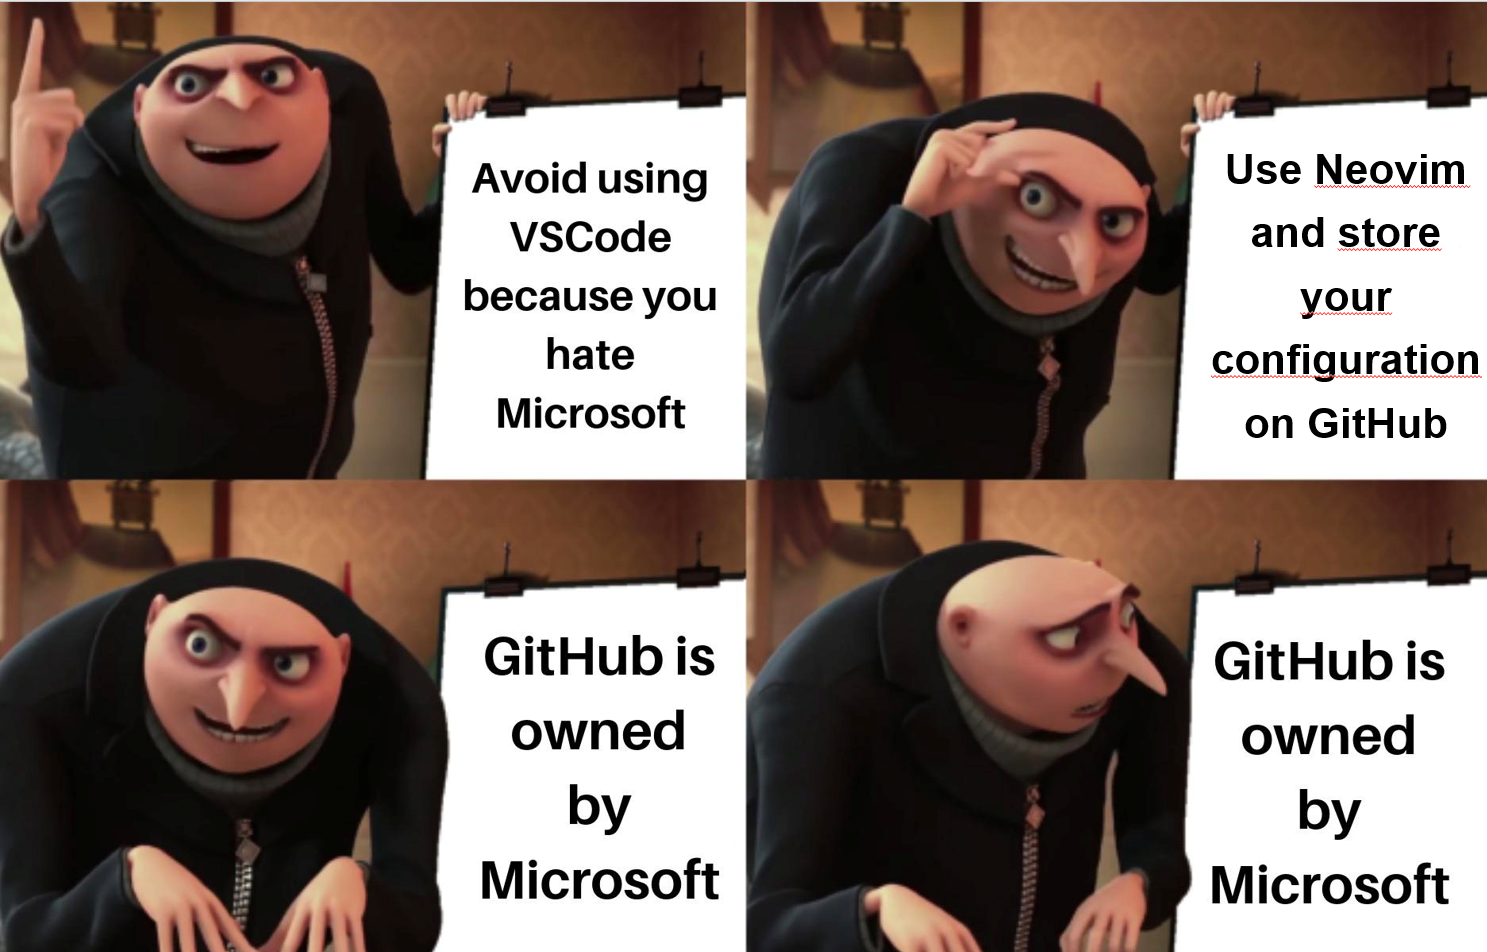 Avoid using
VSCode
because you
hate
Microsoft
Use Neovim
and store
your
configuration
on GitHub
GitHub is
owned
by
Microsoft
GitHub is
owned
by
Microsoft